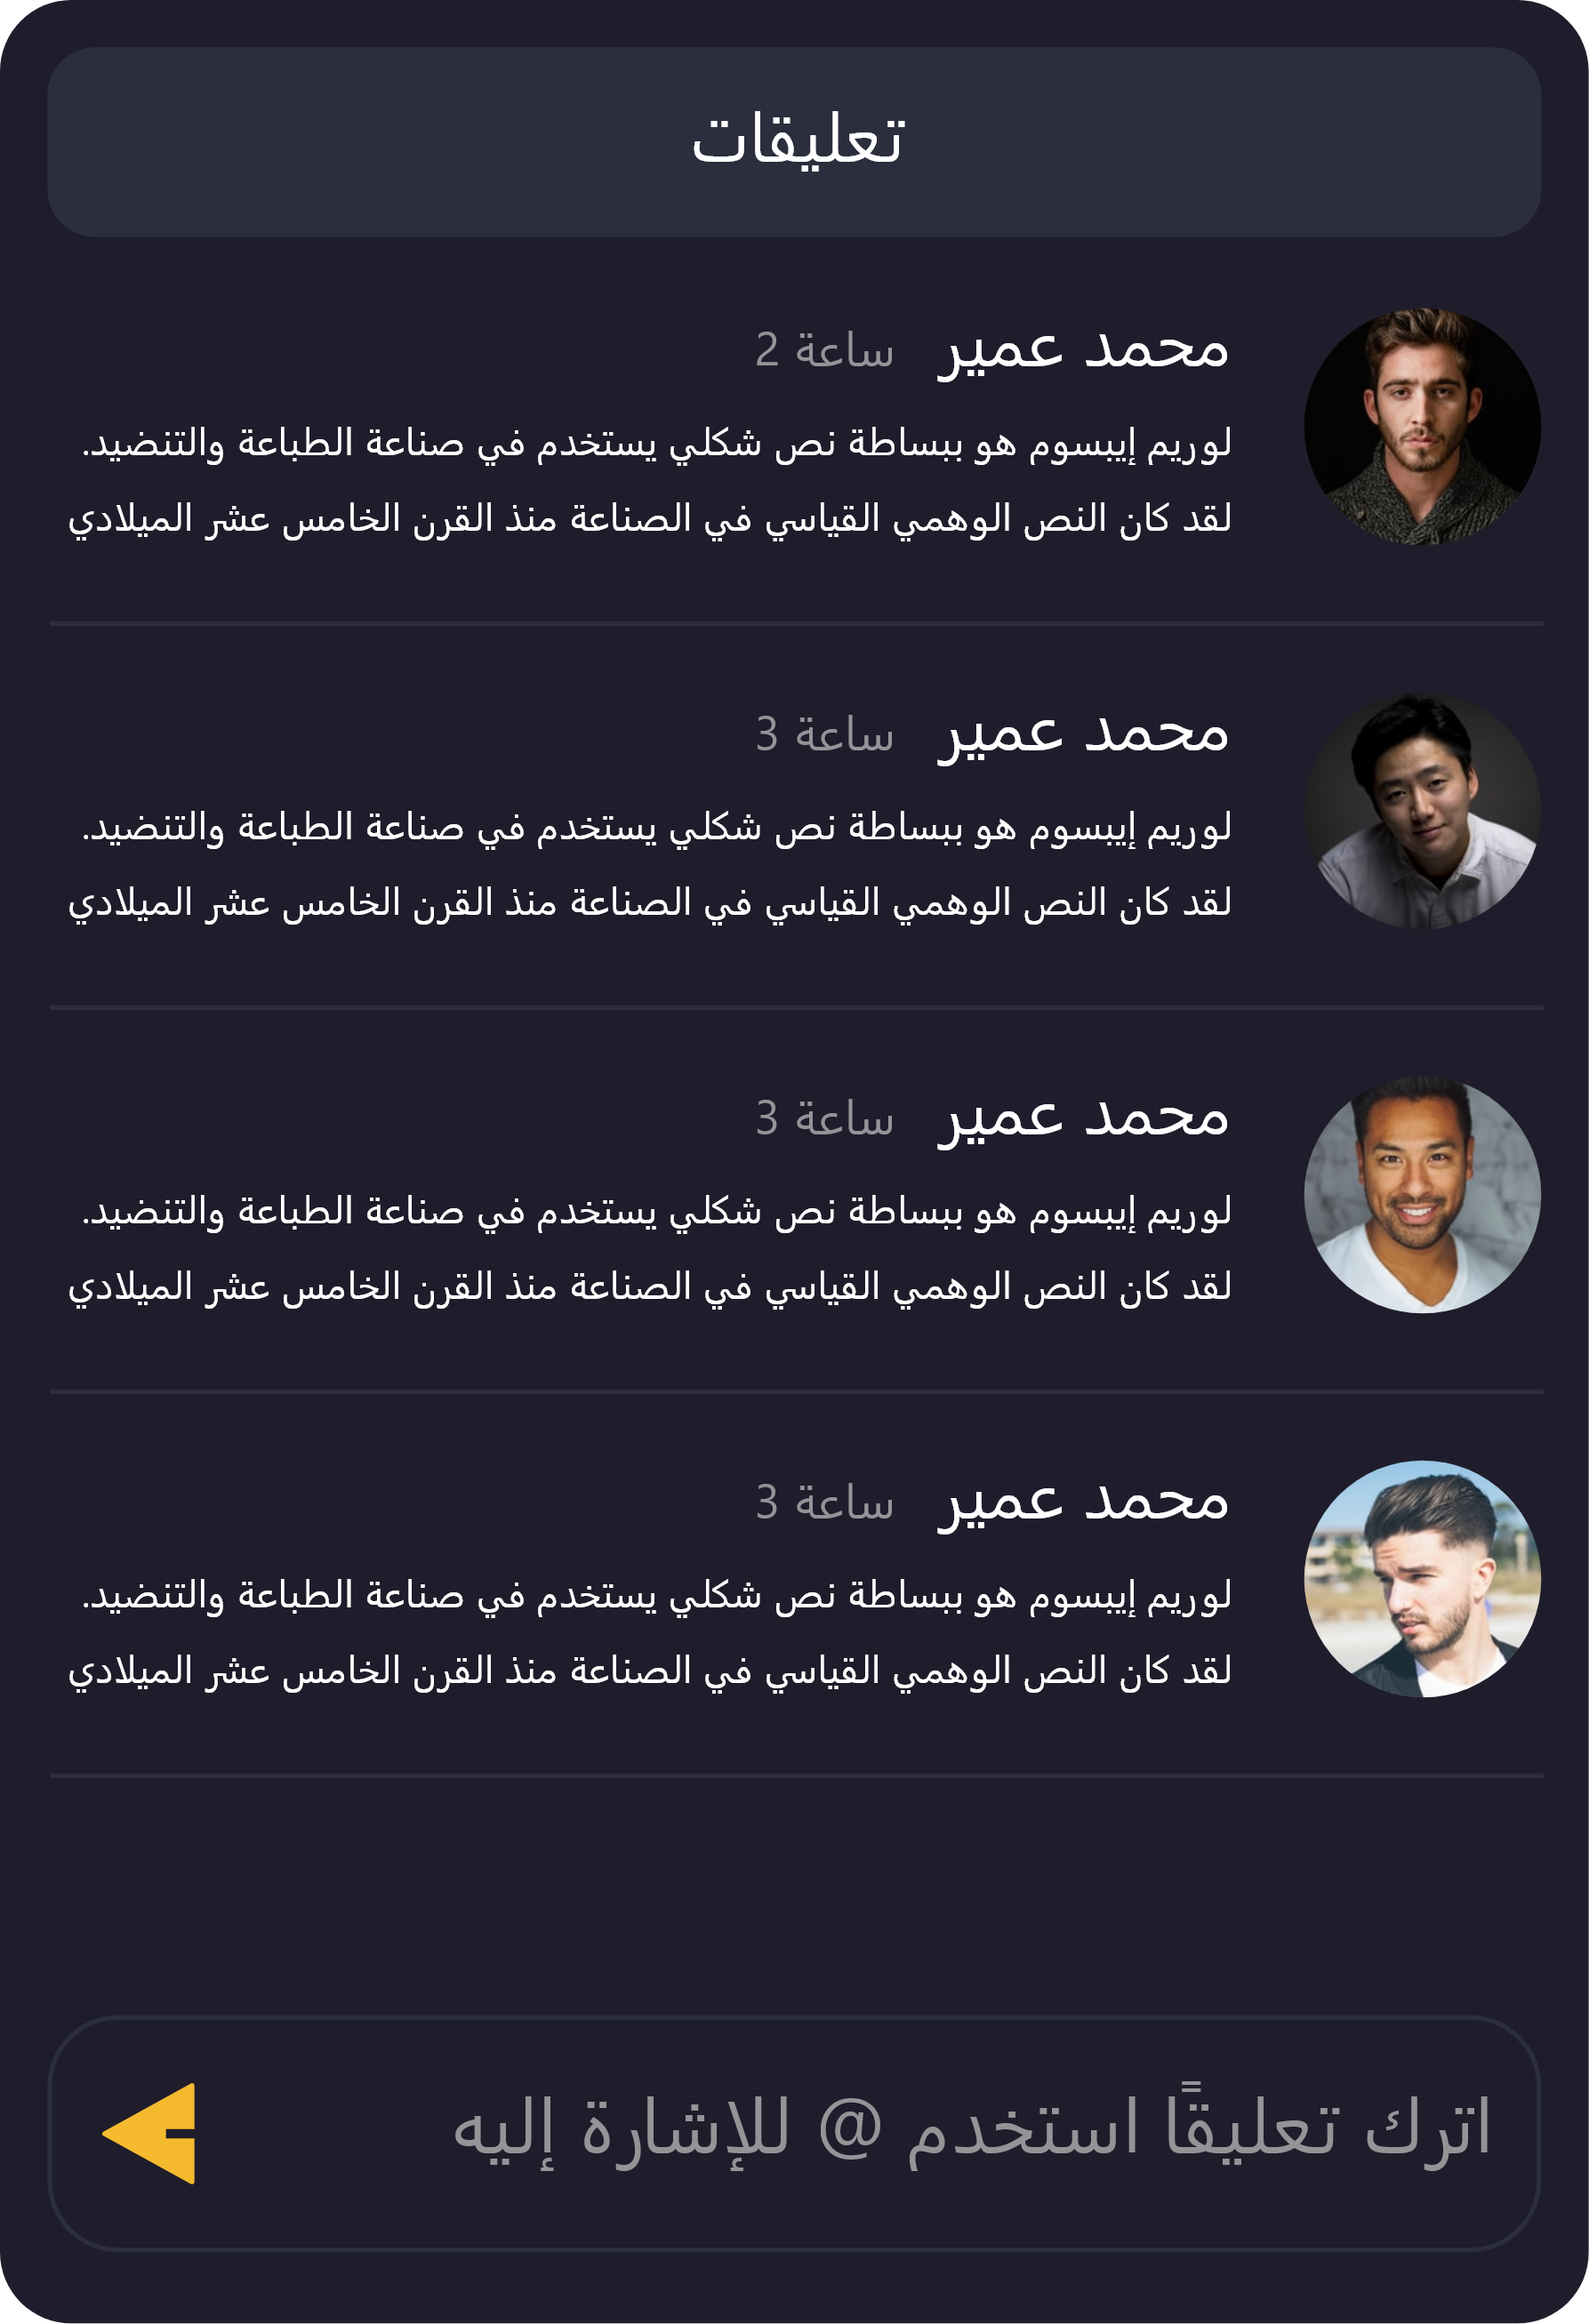 تعليقات
محمد عمير ساعة 2
لوريم إيبسوم هو ببساطة نص شكلي يستخدم في صناعة الطباعة والتنضيد.
لقد كان النص الوهمي القياسي في الصناعة منذ القرن الخامس عشر الميلادي
محمد عمير ساعة 3
لوريم إيبسوم هو ببساطة نص شكلي يستخدم في صناعة الطباعة والتنضيد.
لقد كان النص الوهمي القياسي في الصناعة منذ القرن الخامس عشر الميلادي
محمد عمير ساعة 3
لوريم إيبسوم هو ببساطة نص شكلي يستخدم في صناعة الطباعة والتنضيد.
لقد كان النص الوهمي القياسي في الصناعة منذ القرن الخامس عشر الميلادي
محمد عمير ساعة 3
لوريم إيبسوم هو ببساطة نص شكلي يستخدم في صناعة الطباعة والتنضيد.
لقد كان النص الوهمي القياسي في الصناعة منذ القرن الخامس عشر الميلادي
اترك تعليقًا استخدم @ للإشارة إليه